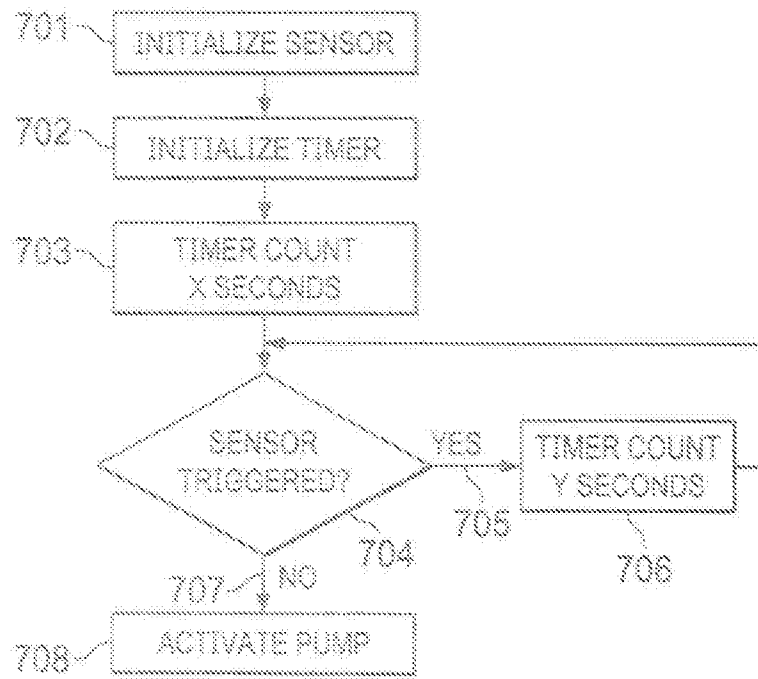 701
INITIALIZE SENSOR
702
INITIALIZE TIMER
703
TIMER COUNT
X SECONDS
SENSOR
TRIGGERED?
704
YES
705
TIMER COUNT
Y SECONDS
706
707
NO
708
ACTIVATE PUMP